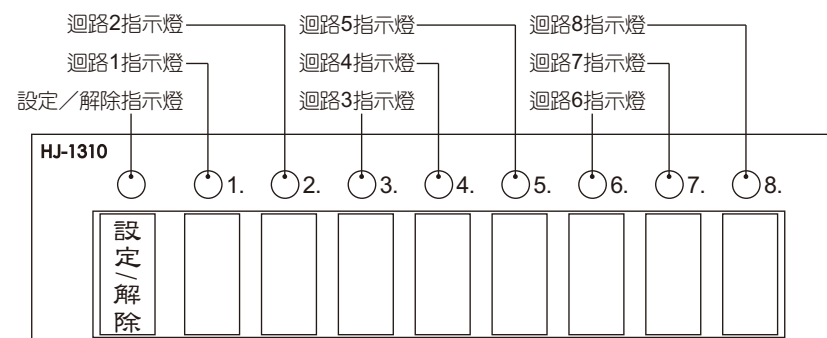 迴路2指示燈 迴路5指示燈 迴路8指示燈
迴路1指示燈 迴路4指示燈 迴路7指示燈
設定／解除指示燈 迴路3指示燈 迴路6指示燈
HJ-1310
1. 2. 3. 4. 5. 6. 7. 8.
設定/解除